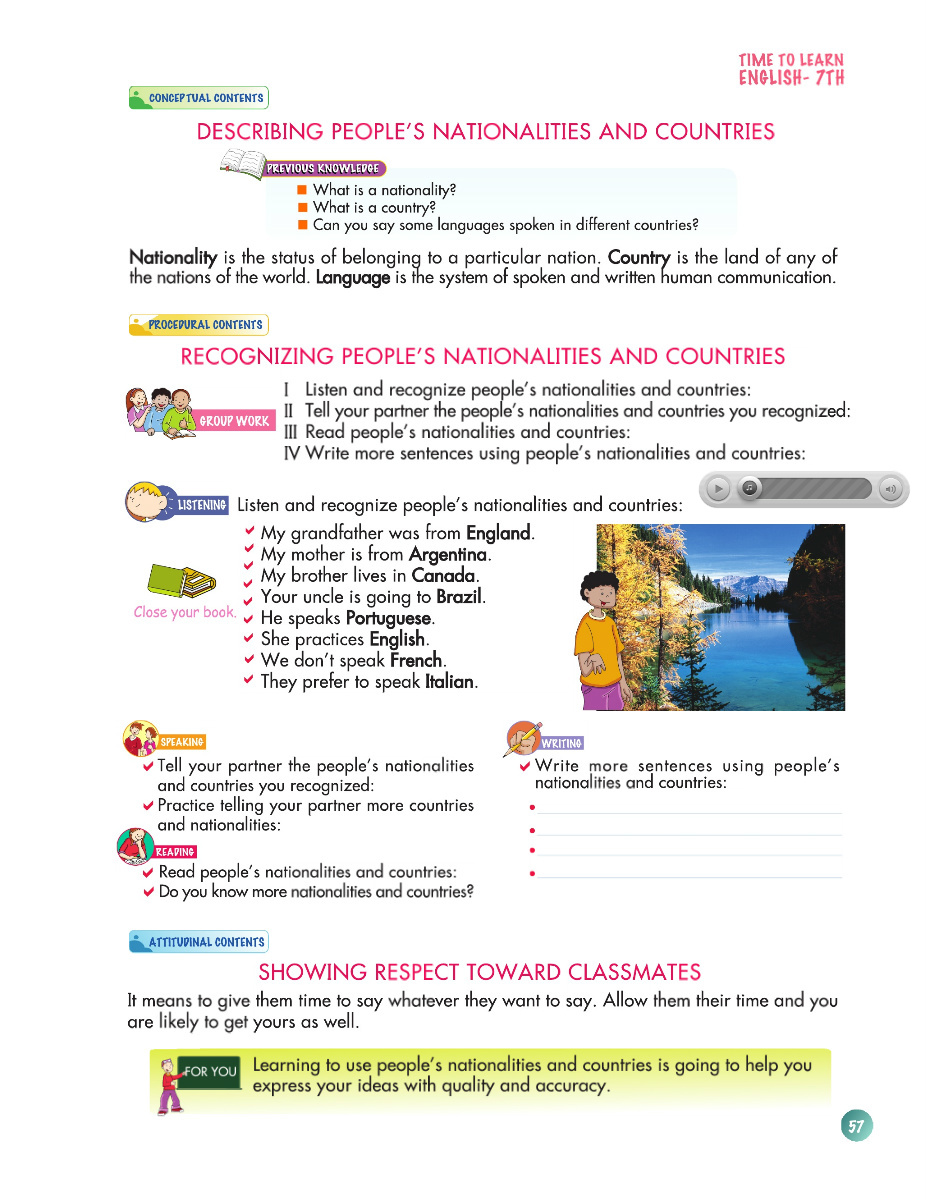 TIME TO LEARN
ENGLISH- 7TH
CONCEPTUAL CONTENTS
DESCRIBING PEOPLE'S NATIONALITIES AND COUNTRIES
PREVIOUS KNOWLEDGE
What is a nationality?
What is a country?
Can you say some languages spoken in different countries?
Nationality is the status of belonging to a particular nation. Country is the land of any of
the nations of the world. Language is the system of spoken and written human communication.
PROCEDURAL CONTENTS
RECOGNIZING PEOPLE'S NATIONALITIES AND COUNTRIES
GROUP WORK
I Listen and recognize people's nationalities and countries:
II Tell your partner the people's nationalities and countries you recognized:
III Read people's nationalities and countries:
IV Write more sentences using people's nationalities and countries:
LISTENING Listen and recognize people's nationalities and countries:
My grandfather was from England.
My mother is from Argentina.
My brother lives in Canada.
Your uncle is going to Brazil.
He speaks Portuguese.
She practices English.
We don't speak French.
They prefer to speak Italian.
Close your book.
SPEAKING
Tell your partner the people's nationalities
and countries you recognized:
Practice telling your partner more countries
and nationalities:
READING
Read people's nationalities and countries:
Do you know more nationalities and countries?
WRITING
Write more sentences using people's
nationalities and countries:
ATTITUDINAL CONTENTS
SHOWING RESPECT TOWARD CLASSMATES
It means to give them time to say whatever they want to say. Allow them their time and you
are likely to get yours as well.
FOR YOU
Learning to use people's nationalities and countries is going to help you
express your ideas with quality and accuracy.
57